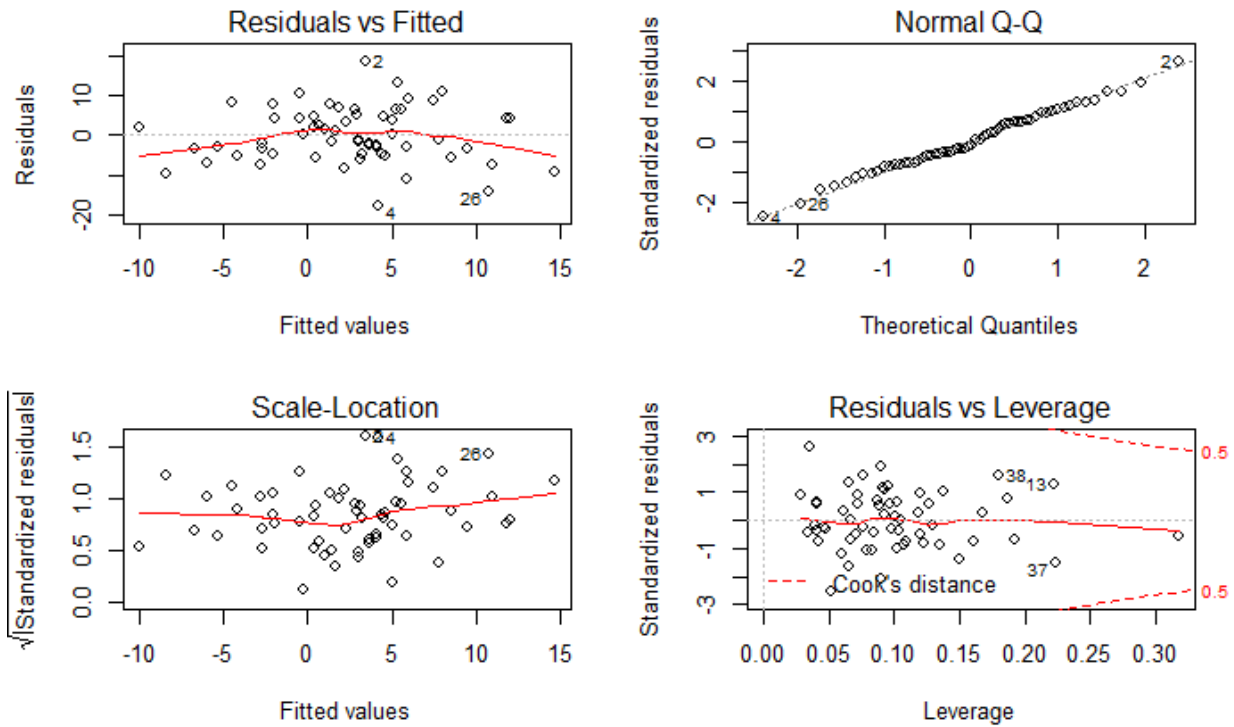 Residuals vs Fitted
Residuals
10
0
-20
2
26
4
-10 -5 0 5 10 15
Fitted values
Normal Q-Q
Standardized residuals
2
0
-2
2
26
4
-2 -1 0 1 2
Theoretical Quantiles
Scale-Location
√|Standardized residuals|
1.5
1.0
0.5
0.0
4
26
-10 -5 0 5 10 15
Fitted values
Residuals vs Leverage
Standardized residuals
3
1
-1
-3
0.5
38
13
37
Cook's distance
0.5
0.00 0.05 0.10 0.15 0.20 0.25 0.30
Leverage